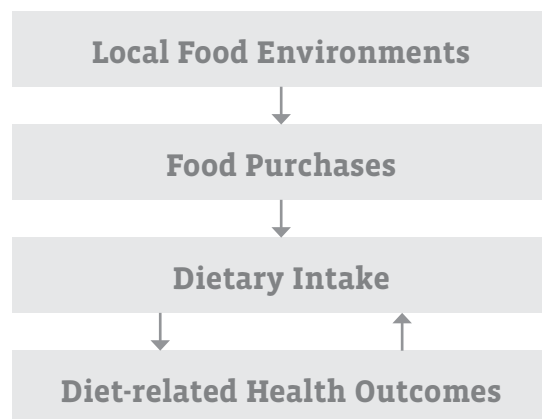 Local Food Environments
Food Purchases
Dietary Intake
Diet-related Health Outcomes